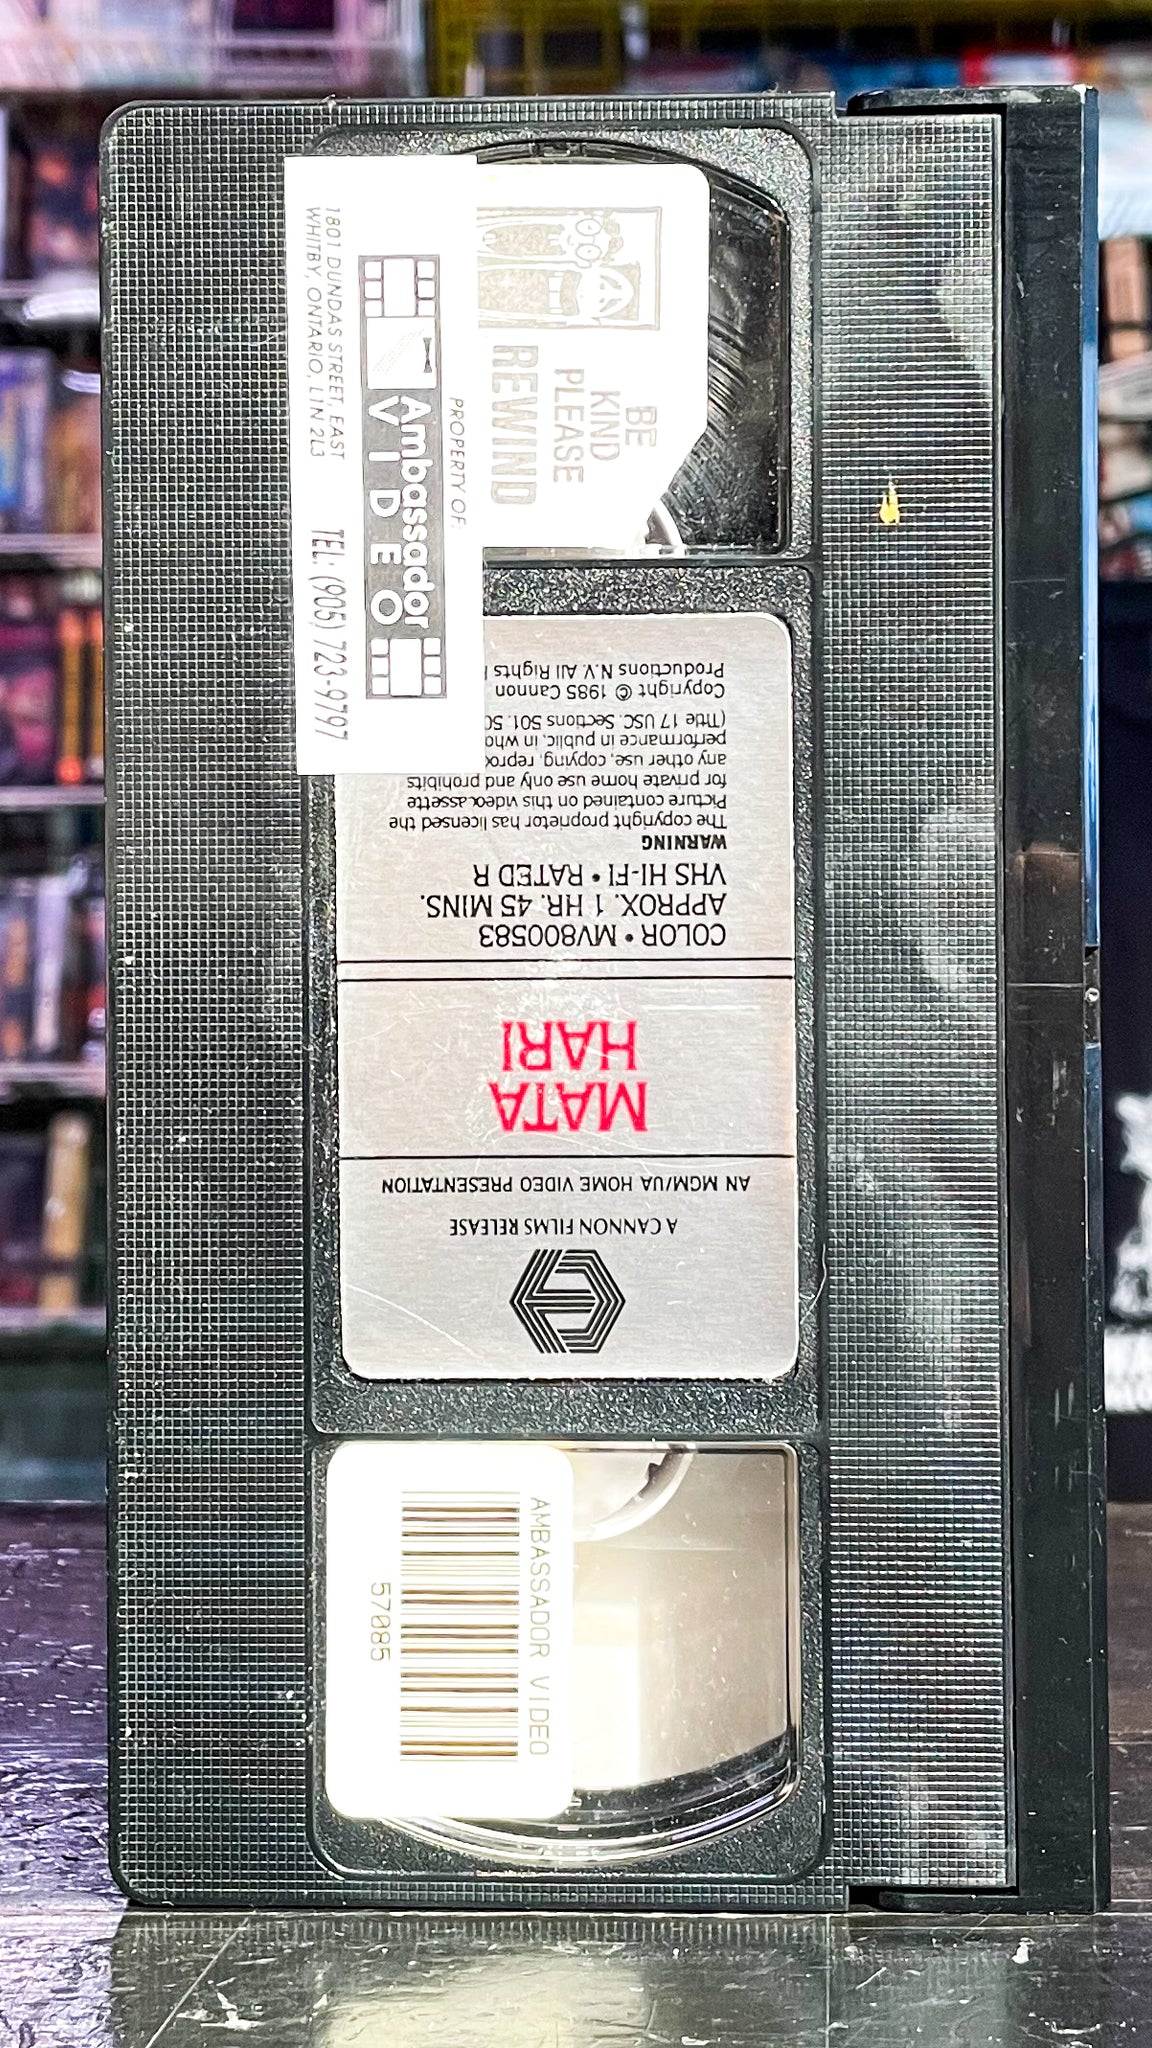 PROPERTY OF:
Ambassador
VIDEO
1801 DUNDAS STREET, EAST
WHITBY, ONTARIO, L1N 2L3
TEL: (905) 723-9797
BE
KIND
PLEASE
REWIND
A CANNON FILMS RELEASE
AN MGM/UA HOME VIDEO PRESENTATION
MATA
HARI
COLOR • MV800583
APPROX. 1 HR. 45 MINS.
VHS HI-FI • RATED R
WARNING
The copyright proprietor has licensed the
Picture contained on this videocassette
for private home use only and prohibits
any other use, copying,
performance in public, in
(Title 17 USC. Sections 501.
Copyright © 1985 Cannon
Productions N.V. All Rights
AMBASSADOR VIDEO
57085